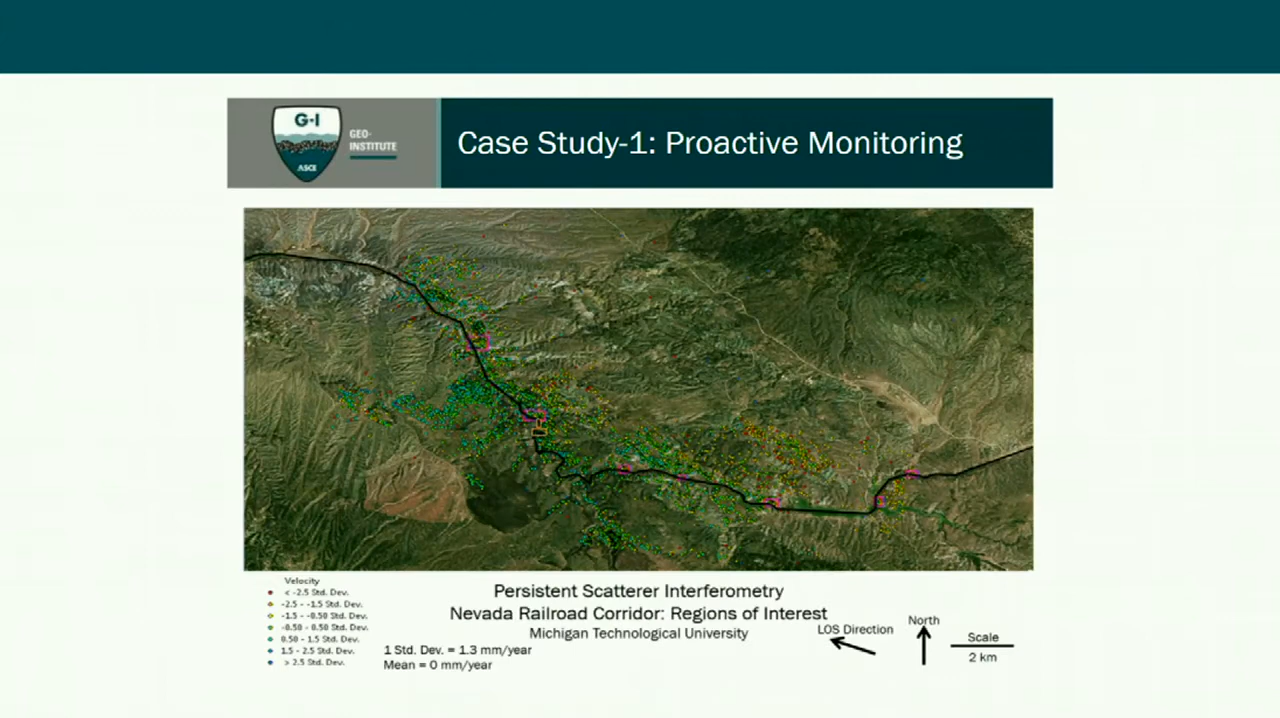 G-I
GEO-
INSTITUTE
ASCE
Case Study-1: Proactive Monitoring
Velocity
< -2.5 Std. Dev.
-2.5 - -1.5 Std. Dev.
-1.5 - -0.50 Std. Dev.
-0.50 - 0.50 Std. Dev.
0.50 - 1.5 Std. Dev.
1.5 - 2.5 Std. Dev.
> 2.5 Std. Dev.
1 Std. Dev. = 1.3 mm/year
Mean = 0 mm/year
Persistent Scatterer Interferometry
Nevada Railroad Corridor: Regions of Interest
Michigan Technological University
LOS Direction
North
Scale
2 km